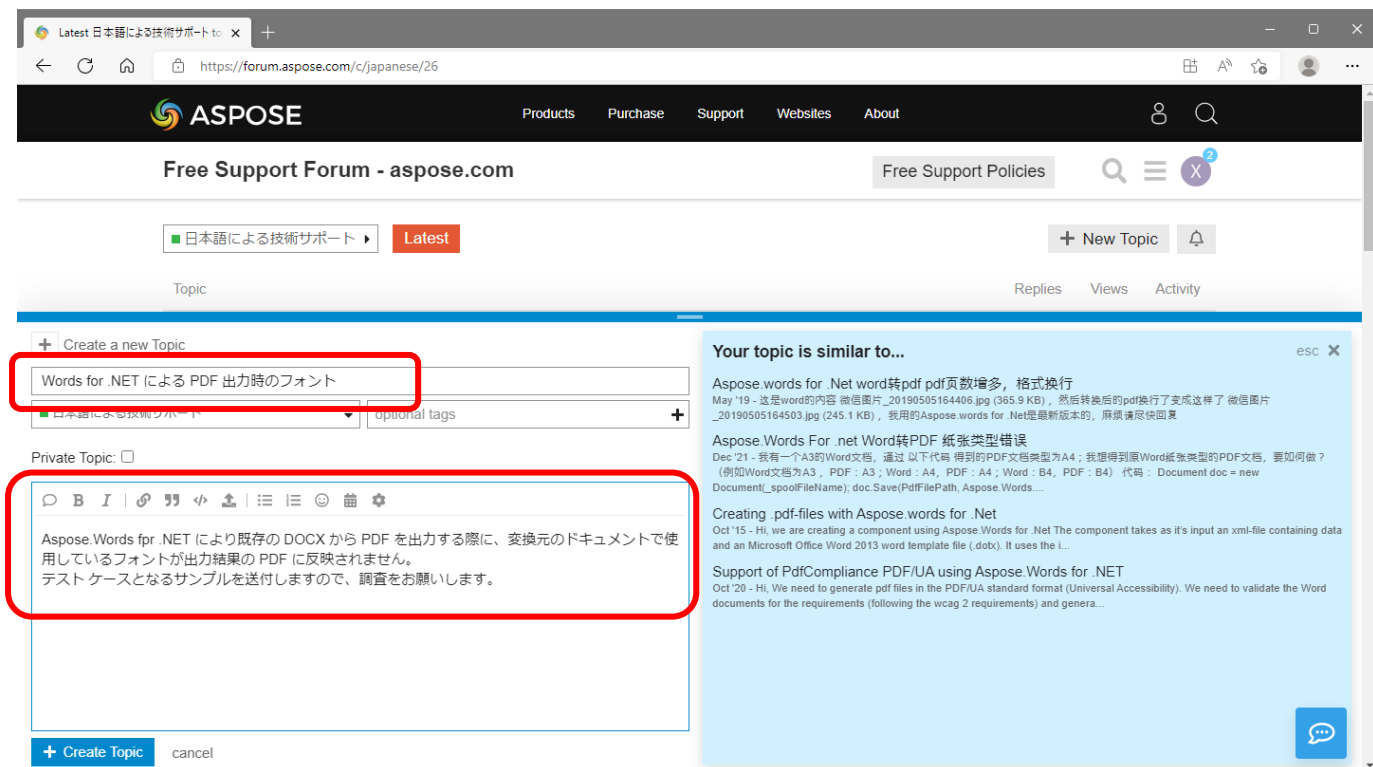 Latest 日本語による技術サポート to
https://forum.aspose.com/c/japanese/26
ASPOSE
Products Purchase Support Websites About
Free Support Forum - aspose.com
Free Support Policies
X
2
日本語による技術サポート
Latest
+ New Topic
Topic
Replies Views Activity
+ Create a new Topic
Words for .NET による PDF 出力時のフォント
日本語による技術サポート
optional tags
Private Topic:
Aspose.Words fpr .NET により既存の DOCX から PDF を出力する際に、変換元のドキュメントで使
用しているフォントが出力結果の PDF に反映されません。
テスト ケースとなるサンプルを送付しますので、調査をお願いします。
+ Create Topic
cancel
Your topic is similar to...
esc
Aspose.words for .Net word转pdf pdf页数增多，格式换行
May '19 - 这是word的内容 微信图片_20190505164406.jpg (365.9 KB) ，然后转换后的pdf换行了变成这样了 微信图片
_20190505164503.jpg (245.1 KB) ，我用的Aspose.words for .Net是最新版本的，麻烦请尽快回复
Aspose.Words For .net Word转PDF 纸张类型错误
Dec '21 - 我有一个A3的Word文档，通过 以下代码 得到的PDF文档类型为A4；我想得到原Word纸张类型的PDF文档，要如何做？
（例如Word文档为A3 ，PDF：A3；Word：A4，PDF：A4；Word：B4，PDF：B4） 代码： Document doc = new
Document(_spoolFileName); doc.Save(PdfFilePath, Aspose.Words....
Creating .pdf-files with Aspose.words for .Net
Oct '15 - Hi, we are creating a component using Aspose.Words for .Net The component takes as it's input an xml-file containing data
and an Microsoft Office Word 2013 word template file (.dotx). It uses the i...
Support of PdfCompliance PDF/UA using Aspose.Words for .NET
Oct '20 - Hi, We need to generate pdf files in the PDF/UA standard format (Universal Accessibility). We need to validate the Word
documents for the requirements (following the wcag 2 requirements) and genera...